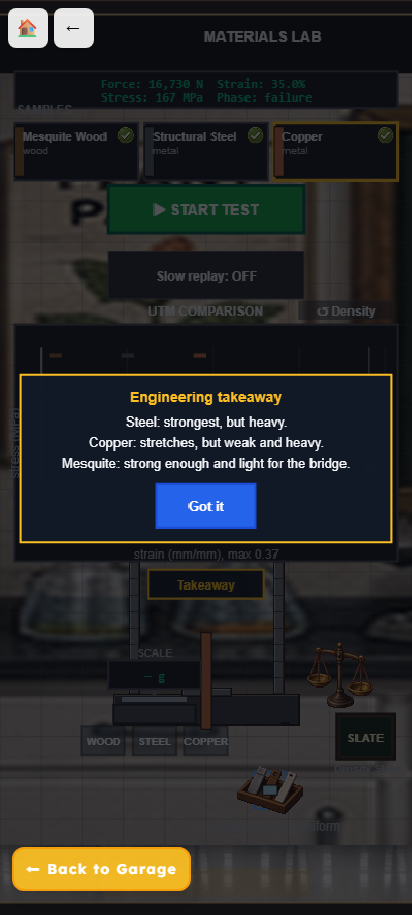 MATERIALS LAB
Force: 16,730 N Strain: 35.0%
Stress: 167 MPa Phase: failure
SAMPLES
Mesquite Wood
wood
Structural Steel
metal
Copper
metal
▶ START TEST
Slow replay: OFF
UTM COMPARISON
↺ Density
stress (MPa)
Engineering takeaway
Steel: strongest, but heavy.
Copper: stretches, but weak and heavy.
Mesquite: strong enough and light for the bridge.
Got it
strain (mm/mm), max 0.37
Takeaway
SCALE
-- g
WOOD
STEEL
COPPER
SLATE
← Back to Garage